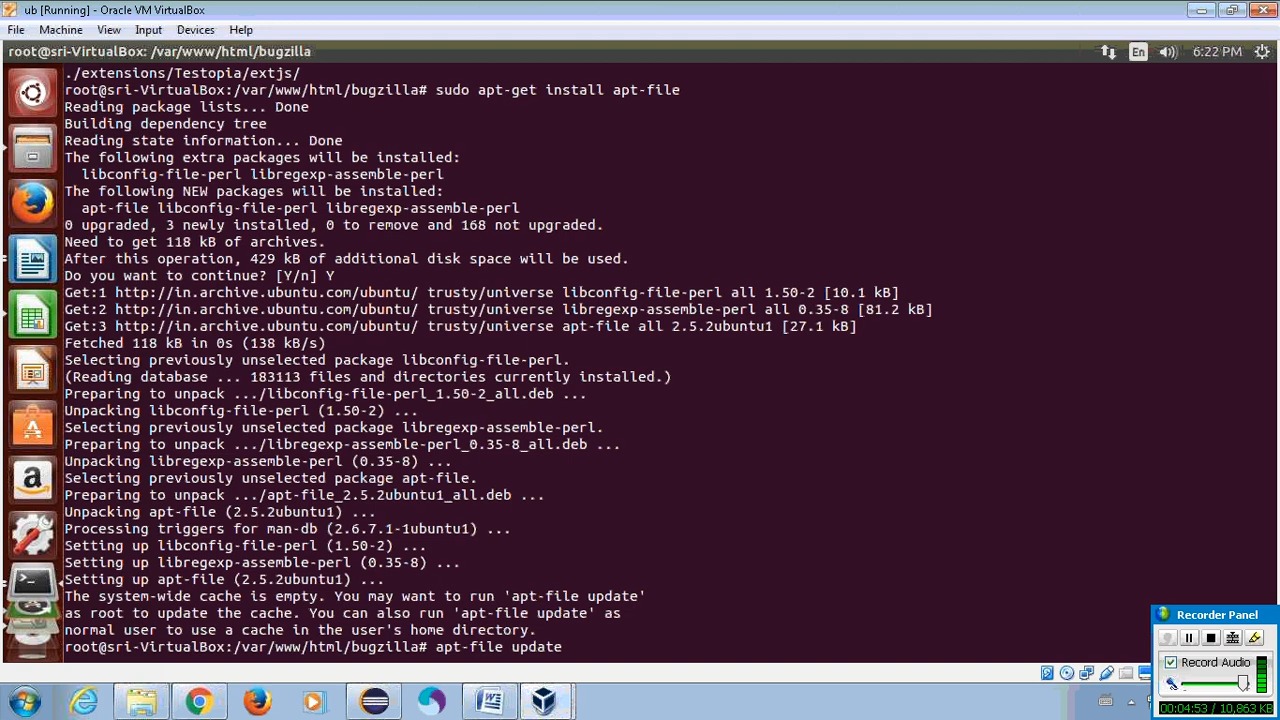 ub [Running] - Oracle VM VirtualBox
File Machine View Input Devices Help
root@sri-VirtualBox: /var/www/html/bugzilla
En
6:22 PM
./extensions/Testopia/extjs/
root@sri-VirtualBox:/var/www/html/bugzilla# sudo apt-get install apt-file
Reading package lists... Done
Building dependency tree
Reading state information... Done
The following extra packages will be installed:
libconfig-file-perl libregexp-assemble-perl
The following NEW packages will be installed:
apt-file libconfig-file-perl libregexp-assemble-perl
0 upgraded, 3 newly installed, 0 to remove and 168 not upgraded.
Need to get 118 kB of archives.
After this operation, 429 kB of additional disk space will be used.
Do you want to continue? [Y/n] Y
Get:1 http://in.archive.ubuntu.com/ubuntu/ trusty/universe libconfig-file-perl all 1.50-2 [10.1 kB]
Get:2 http://in.archive.ubuntu.com/ubuntu/ trusty/universe libregexp-assemble-perl all 0.35-8 [81.2 kB]
Get:3 http://in.archive.ubuntu.com/ubuntu/ trusty/universe apt-file all 2.5.2ubuntu1 [27.1 kB]
Fetched 118 kB in 0s (138 kB/s)
Selecting previously unselected package libconfig-file-perl.
(Reading database ... 183113 files and directories currently installed.)
Preparing to unpack .../libconfig-file-perl_1.50-2_all.deb ...
Unpacking libconfig-file-perl (1.50-2) ...
Selecting previously unselected package libregexp-assemble-perl.
Preparing to unpack .../libregexp-assemble-perl_0.35-8_all.deb ...
Unpacking libregexp-assemble-perl (0.35-8) ...
Selecting previously unselected package apt-file.
Preparing to unpack .../apt-file_2.5.2ubuntu1_all.deb ...
Unpacking apt-file (2.5.2ubuntu1) ...
Processing triggers for man-db (2.6.7.1-1ubuntu1) ...
Setting up libconfig-file-perl (1.50-2) ...
Setting up libregexp-assemble-perl (0.35-8) ...
Setting up apt-file (2.5.2ubuntu1) ...
The system-wide cache is empty. You may want to run 'apt-file update'
as root to update the cache. You can also run 'apt-file update' as
normal user to use a cache in the user's home directory.
root@sri-VirtualBox:/var/www/html/bugzilla# apt-file update
Recorder Panel
Record Audio
00:04:53 / 10,863 KB